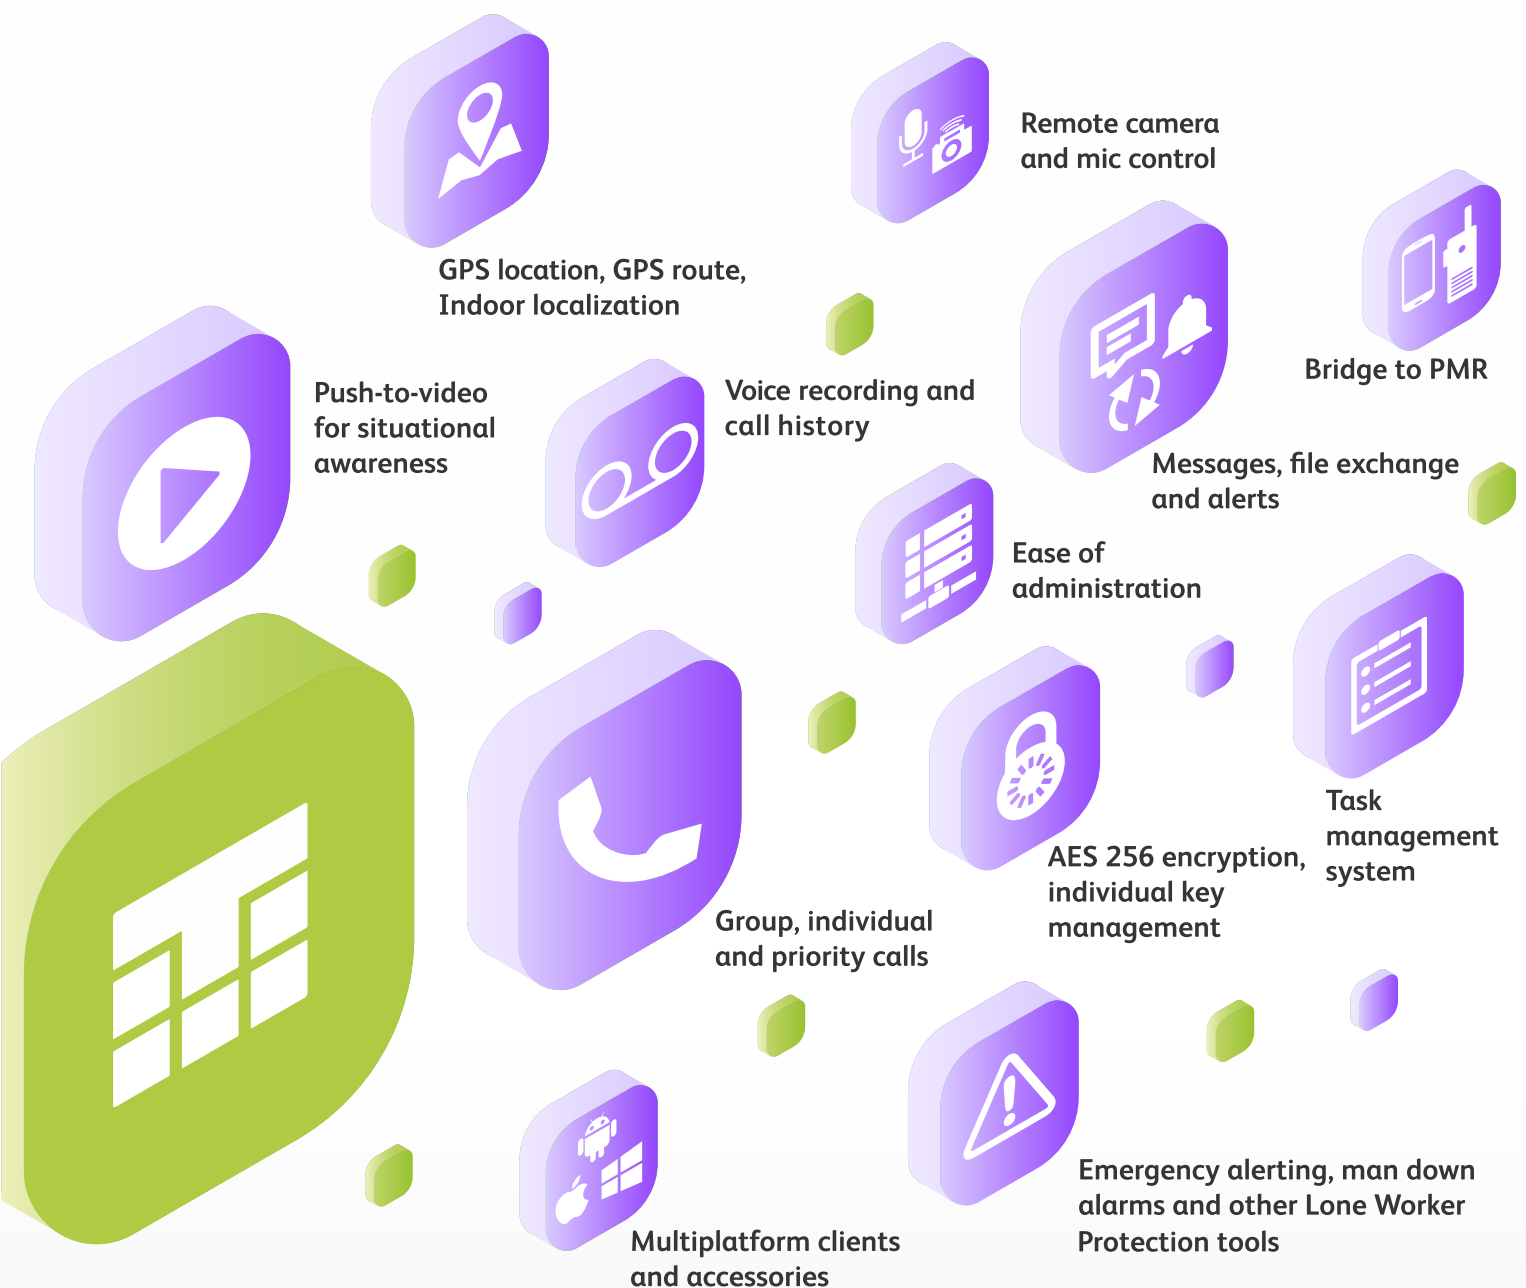 Remote camera
and mic control
GPS location, GPS route,
Indoor localization
Bridge to PMR
Push-to-video
for situational
awareness
Voice recording and
call history
Messages, file exchange
and alerts
Ease of
administration
Task
management
system
AES 256 encryption,
individual key
management
Group, individual
and priority calls
Emergency alerting, man down
alarms and other Lone Worker
Protection tools
Multiplatform clients
and accessories